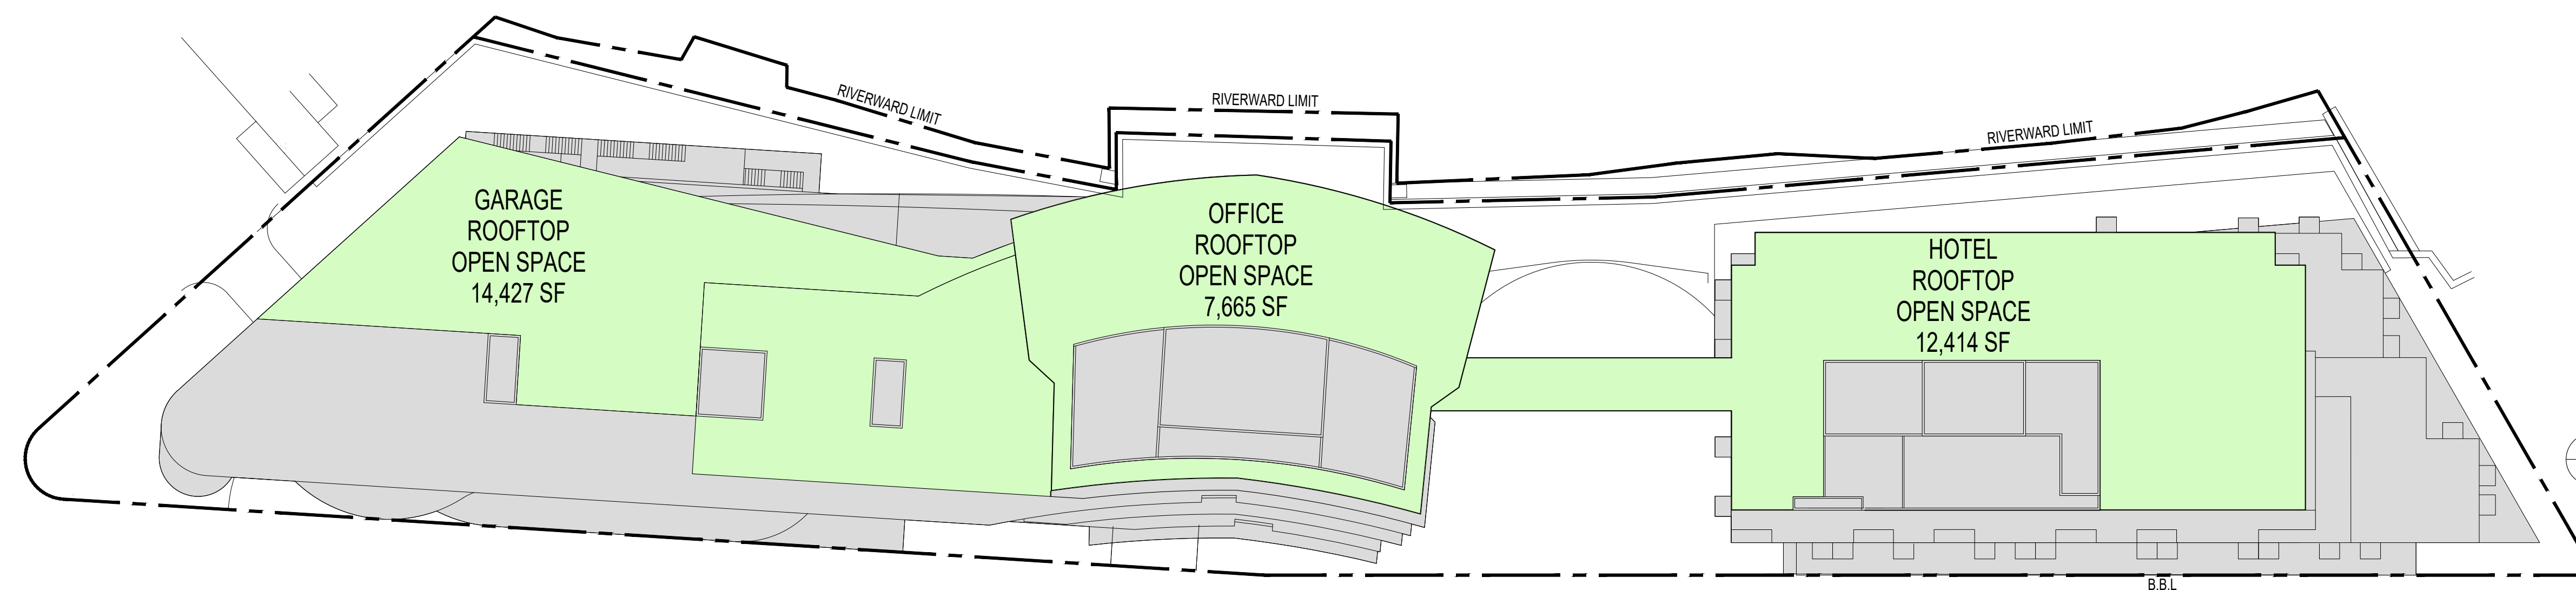 RIVERWARD LIMIT
RIVERWARD LIMIT
RIVERWARD LIMIT
GARAGE
ROOFTOP
OPEN SPACE
14,427 SF
OFFICE
ROOFTOP
OPEN SPACE
7,665 SF
HOTEL
ROOFTOP
OPEN SPACE
12,414 SF
B.B.L